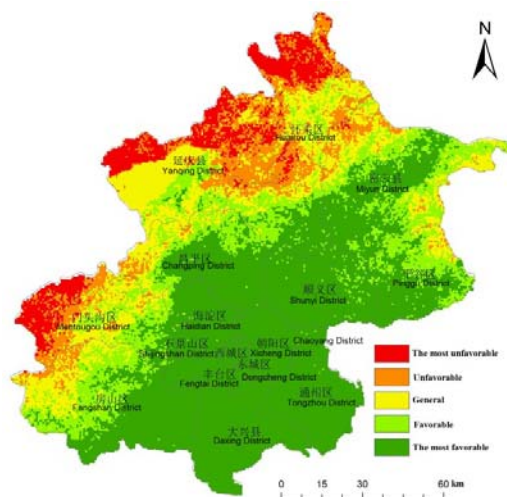 N
怀柔区
Huairou District
延庆县
Yanqing District
密云县
Miyun District
昌平区
Changping District
平谷区
Pinggu District
顺义区
Shunyi District
门头沟区
Mentougou District
海淀区
Haidian District
石景山区
Shijingshan District
朝阳区
Chaoyang District
西城区
Xicheng District
东城区
Dongcheng District
丰台区
Fengtai District
房山区
Fangshan District
通州区
Tongzhou District
大兴县
Daxing District
The most unfavorable
Unfavorable
General
Favorable
The most favorable
0 15 30 60 km